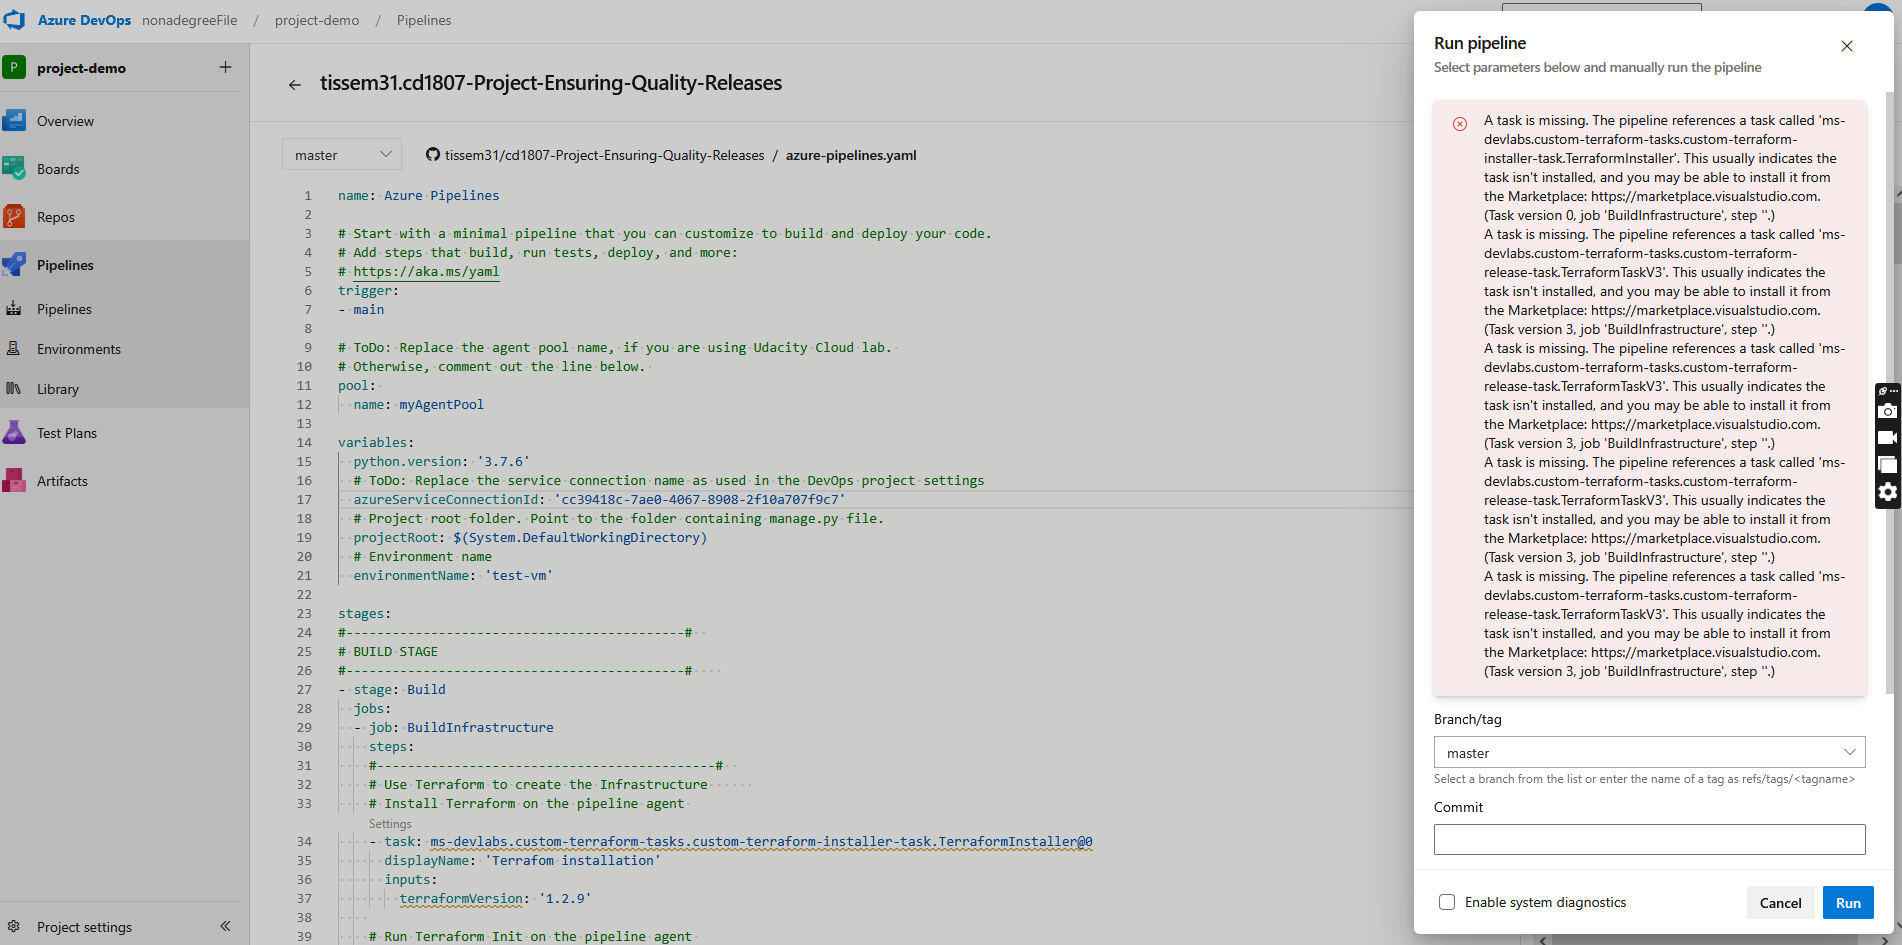 Azure DevOps nonadegreeFile / project-demo / Pipelines
P project-demo +
Overview
Boards
Repos
Pipelines
Pipelines
Environments
Library
Test Plans
Artifacts
Project settings
tissem31.cd1807-Project-Ensuring-Quality-Releases
master tissem31/cd1807-Project-Ensuring-Quality-Releases / azure-pipelines.yaml
1 name: Azure Pipelines
2
3 # Start with a minimal pipeline that you can customize to build and deploy your code.
4 # Add steps that build, run tests, deploy, and more:
5 # https://aka.ms/yaml
6 trigger:
7 - main
8
9 # ToDo: Replace the agent pool name, if you are using Udacity Cloud lab.
10 # Otherwise, comment out the line below.
11 pool:
12 name: myAgentPool
13
14 variables:
15 python.version: '3.7.6'
16 # ToDo: Replace the service connection name as used in the DevOps project settings
17 azureServiceConnectionId: 'cc39418c-7ae0-4067-8908-2f10a707f9c7'
18 # Project root folder. Point to the folder containing manage.py file.
19 projectRoot: $(System.DefaultWorkingDirectory)
20 # Environment name
21 environmentName: 'test-vm'
22
23 stages:
24 #--------------------------------------------#
25 # BUILD STAGE
26 #--------------------------------------------#
27 - stage: Build
28 jobs:
29 - job: BuildInfrastructure
30 steps:
31 #--------------------------------------------#
32 # Use Terraform to create the Infrastructure
33 # Install Terraform on the pipeline agent
Settings
34 - task: ms-devlabs.custom-terraform-tasks.custom-terraform-installer-task.TerraformInstaller@0
35 displayName: 'Terrafom installation'
36 inputs:
37 terraformVersion: '1.2.9'
38
39 # Run Terraform Init on the pipeline agent
Run pipeline
Select parameters below and manually run the pipeline
A task is missing. The pipeline references a task called 'ms-
devlabs.custom-terraform-tasks.custom-terraform-
installer-task.TerraformInstaller'. This usually indicates the
task isn't installed, and you may be able to install it from
the Marketplace: https://marketplace.visualstudio.com.
(Task version 0, job 'BuildInfrastructure', step ''.)
A task is missing. The pipeline references a task called 'ms-
devlabs.custom-terraform-tasks.custom-terraform-
release-task.TerraformTaskV3'. This usually indicates the
task isn't installed, and you may be able to install it from
the Marketplace: https://marketplace.visualstudio.com.
(Task version 3, job 'BuildInfrastructure', step ''.)
A task is missing. The pipeline references a task called 'ms-
devlabs.custom-terraform-tasks.custom-terraform-
release-task.TerraformTaskV3'. This usually indicates the
task isn't installed, and you may be able to install it from
the Marketplace: https://marketplace.visualstudio.com.
(Task version 3, job 'BuildInfrastructure', step ''.)
A task is missing. The pipeline references a task called 'ms-
devlabs.custom-terraform-tasks.custom-terraform-
release-task.TerraformTaskV3'. This usually indicates the
task isn't installed, and you may be able to install it from
the Marketplace: https://marketplace.visualstudio.com.
(Task version 3, job 'BuildInfrastructure', step ''.)
A task is missing. The pipeline references a task called 'ms-
devlabs.custom-terraform-tasks.custom-terraform-
release-task.TerraformTaskV3'. This usually indicates the
task isn't installed, and you may be able to install it from
the Marketplace: https://marketplace.visualstudio.com.
(Task version 3, job 'BuildInfrastructure', step ''.)
Branch/tag
master
Select a branch from the list or enter the name of a tag as refs/tags/<tagname>
Commit
Enable system diagnostics
Cancel
Run